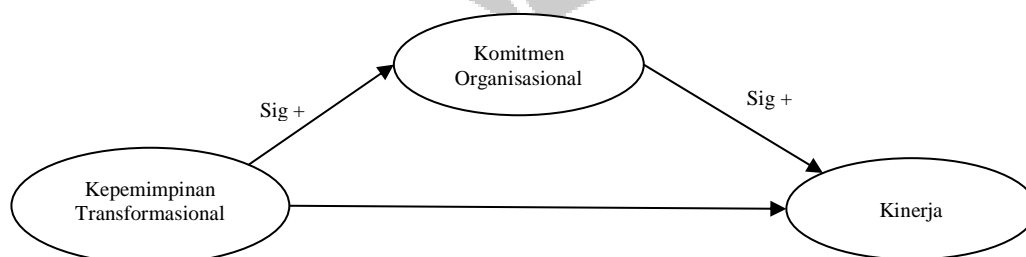 Komitmen
Organisasional
Sig +
Sig +
Kepemimpinan
Transformasional
Kinerja